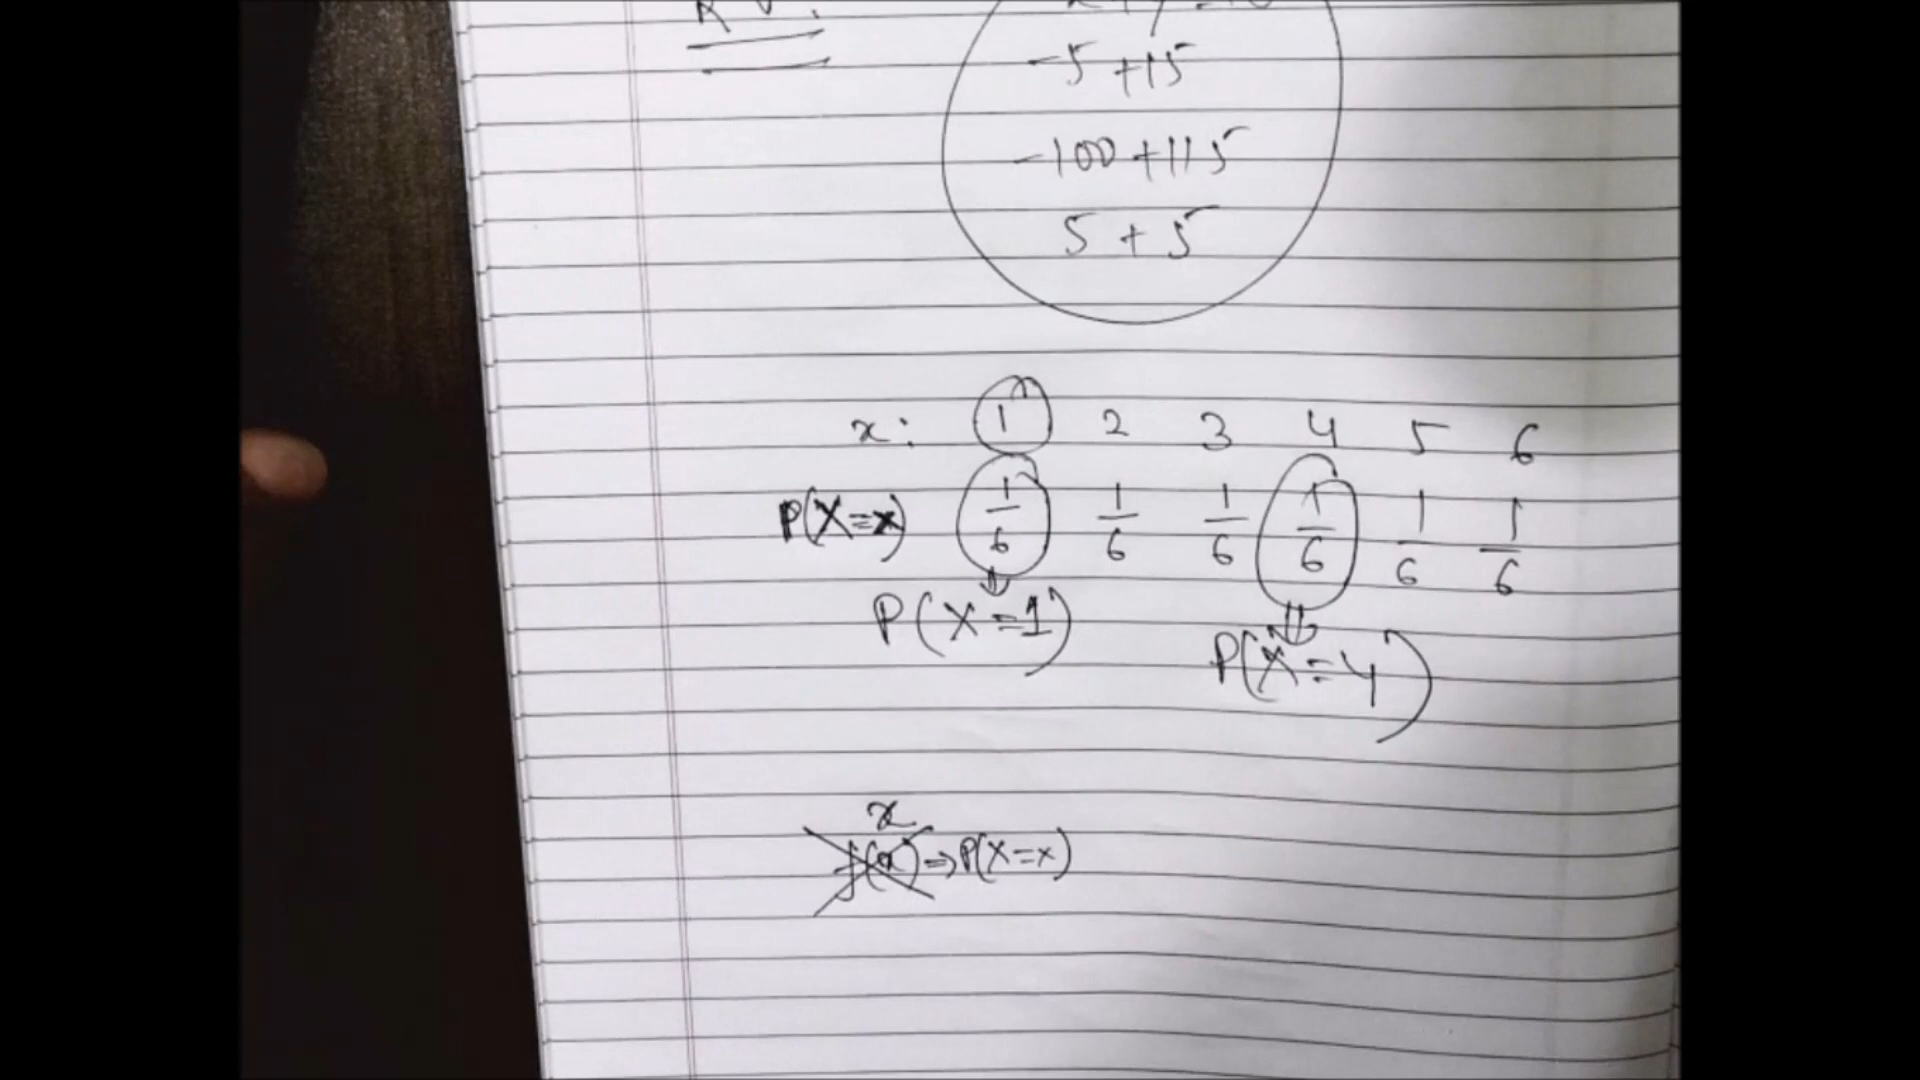 R V.
x + y = 10
-5 + 15
-100 + 115
5 + 5
x: 1 2 3 4 5 6
P(X=x) 1/6 1/6 1/6 1/6 1/6 1/6
P(X=1) P(X=4)
x
f(x) ⇒ P(X=x)